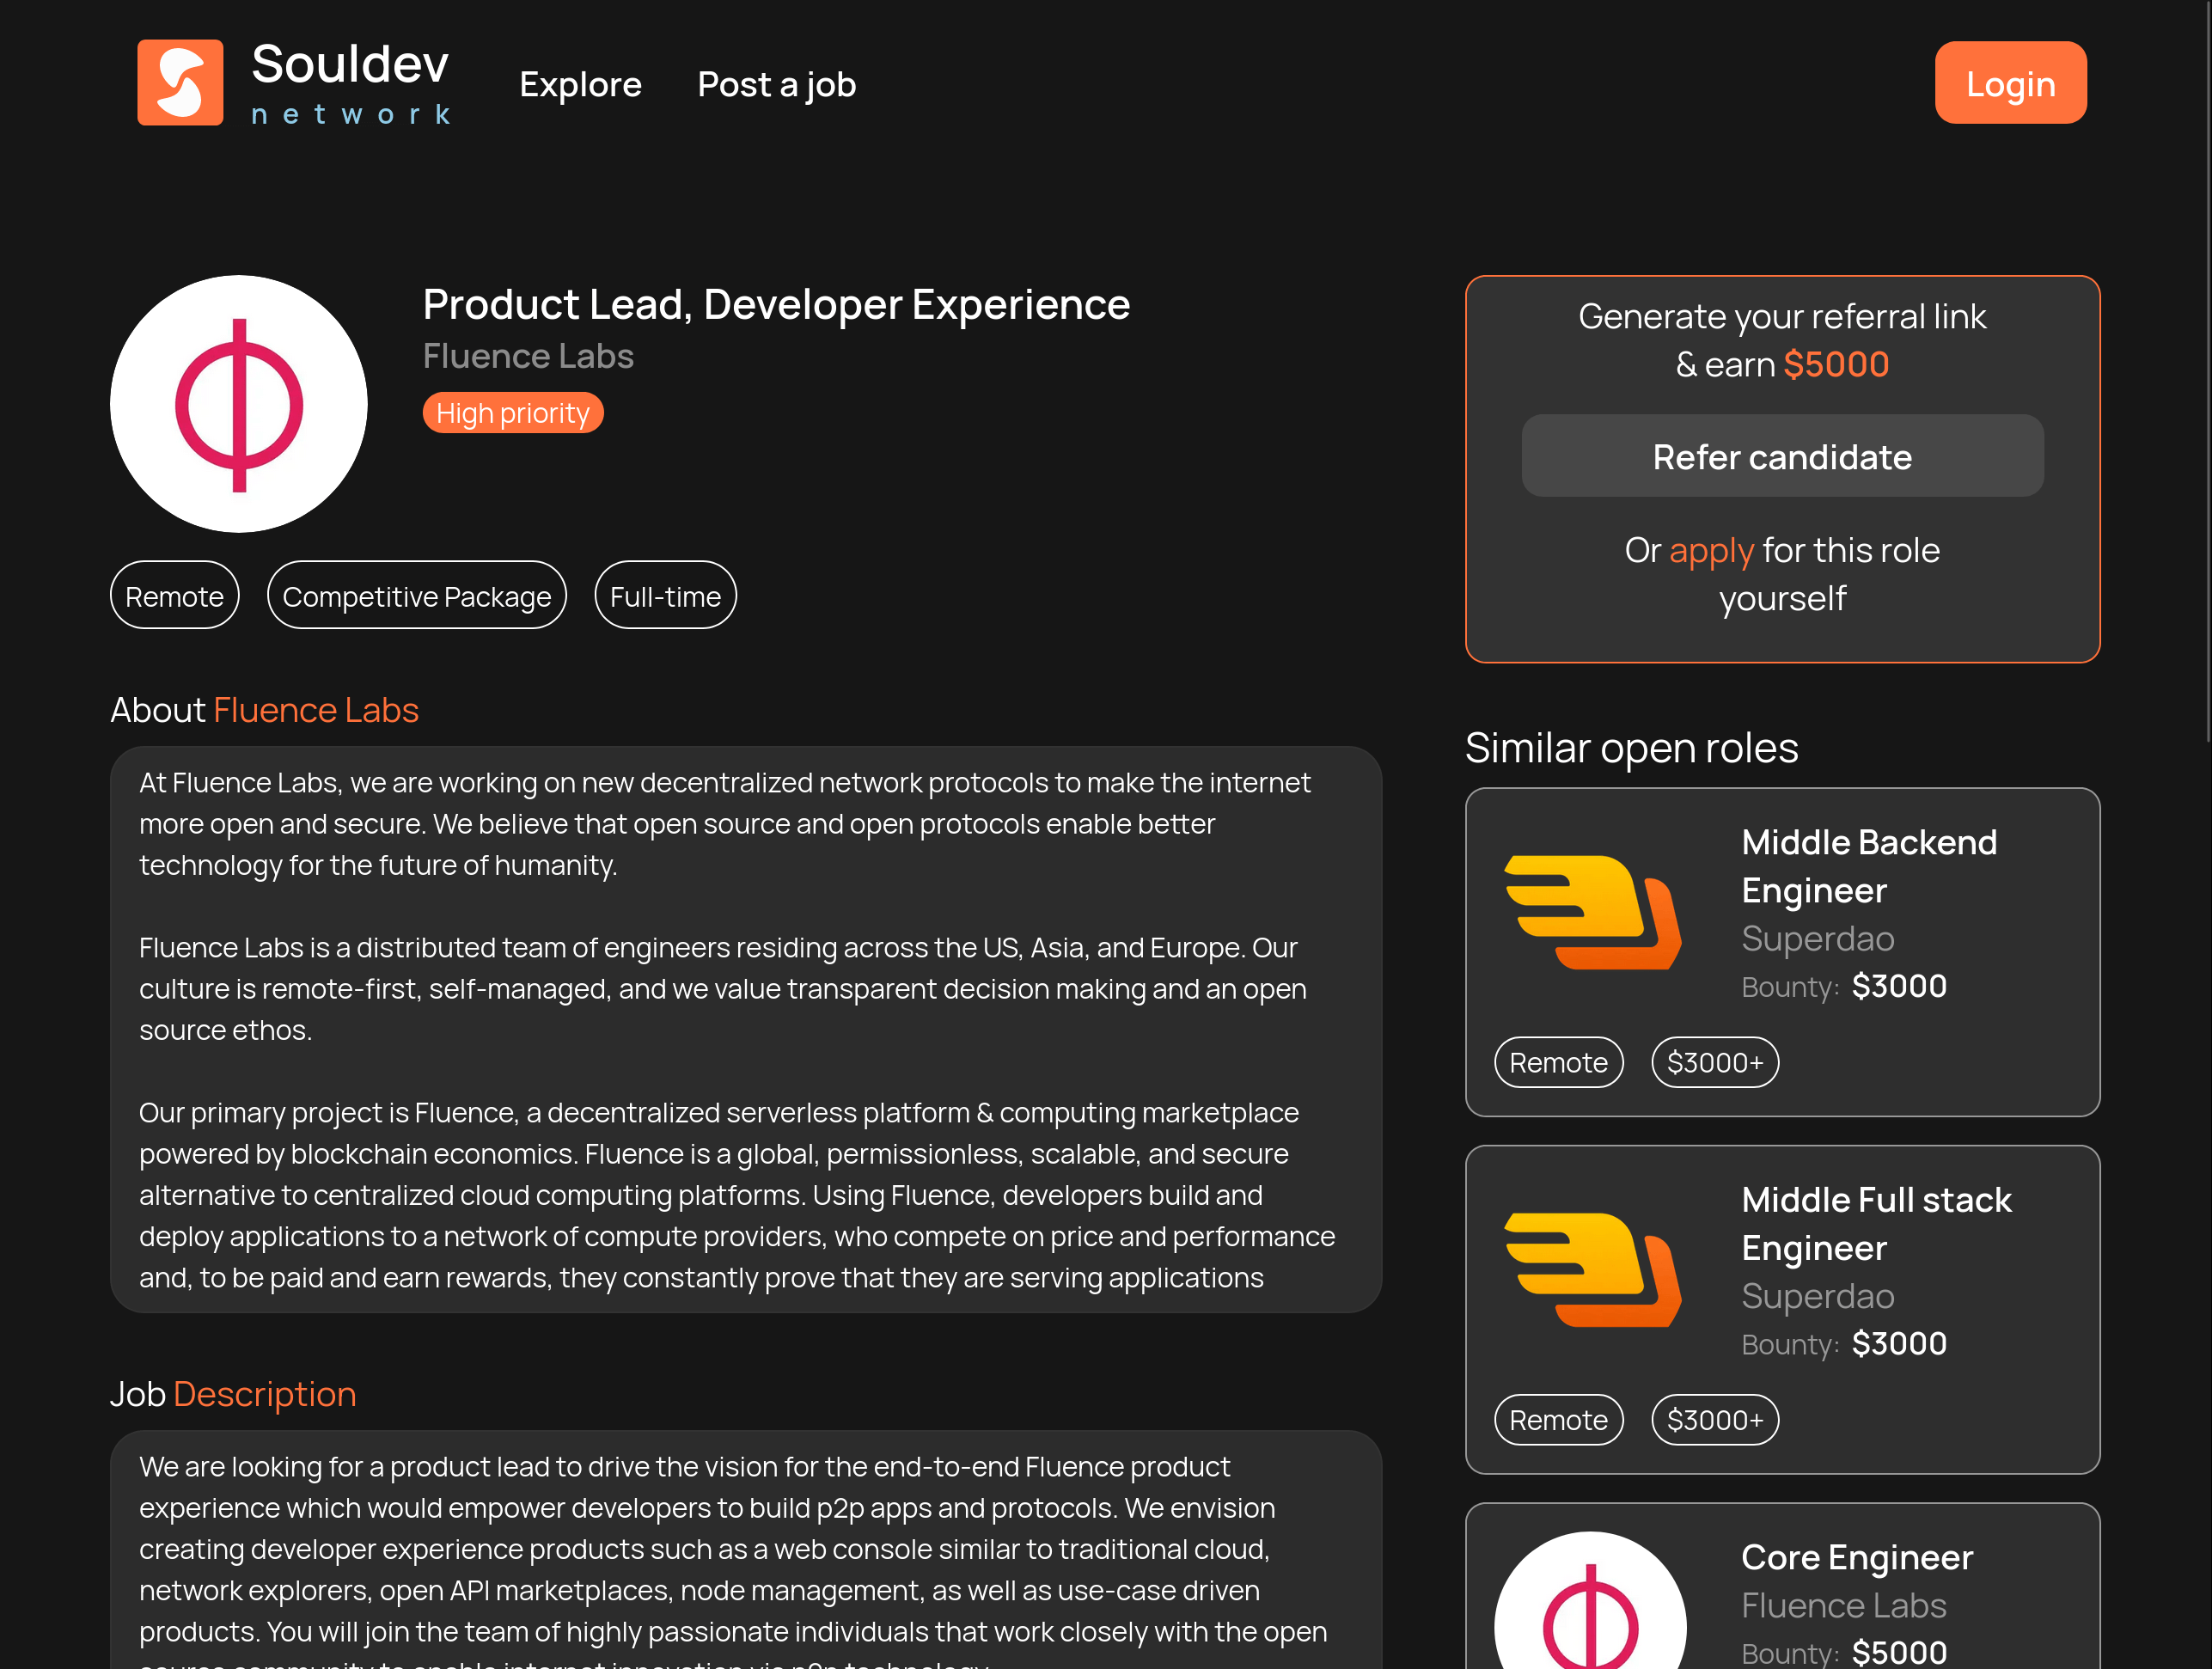 Souldev
network
Explore
Post a job
Login
Product Lead, Developer Experience
Fluence Labs
High priority
Remote
Competitive Package
Full-time
About Fluence Labs
At Fluence Labs, we are working on new decentralized network protocols to make the internet
more open and secure. We believe that open source and open protocols enable better
technology for the future of humanity.
Fluence Labs is a distributed team of engineers residing across the US, Asia, and Europe. Our
culture is remote-first, self-managed, and we value transparent decision making and an open
source ethos.
Our primary project is Fluence, a decentralized serverless platform & computing marketplace
powered by blockchain economics. Fluence is a global, permissionless, scalable, and secure
alternative to centralized cloud computing platforms. Using Fluence, developers build and
deploy applications to a network of compute providers, who compete on price and performance
and, to be paid and earn rewards, they constantly prove that they are serving applications
Job Description
We are looking for a product lead to drive the vision for the end-to-end Fluence product
experience which would empower developers to build p2p apps and protocols. We envision
creating developer experience products such as a web console similar to traditional cloud,
network explorers, open API marketplaces, node management, as well as use-case driven
products. You will join the team of highly passionate individuals that work closely with the open
source community to enable internet innovation via p2p technology.
Generate your referral link
& earn $5000
Refer candidate
Or apply for this role
yourself
Similar open roles
Middle Backend
Engineer
Superdao
Bounty: $3000
Remote
$3000+
Middle Full stack
Engineer
Superdao
Bounty: $3000
Remote
$3000+
Core Engineer
Fluence Labs
Bounty: $5000